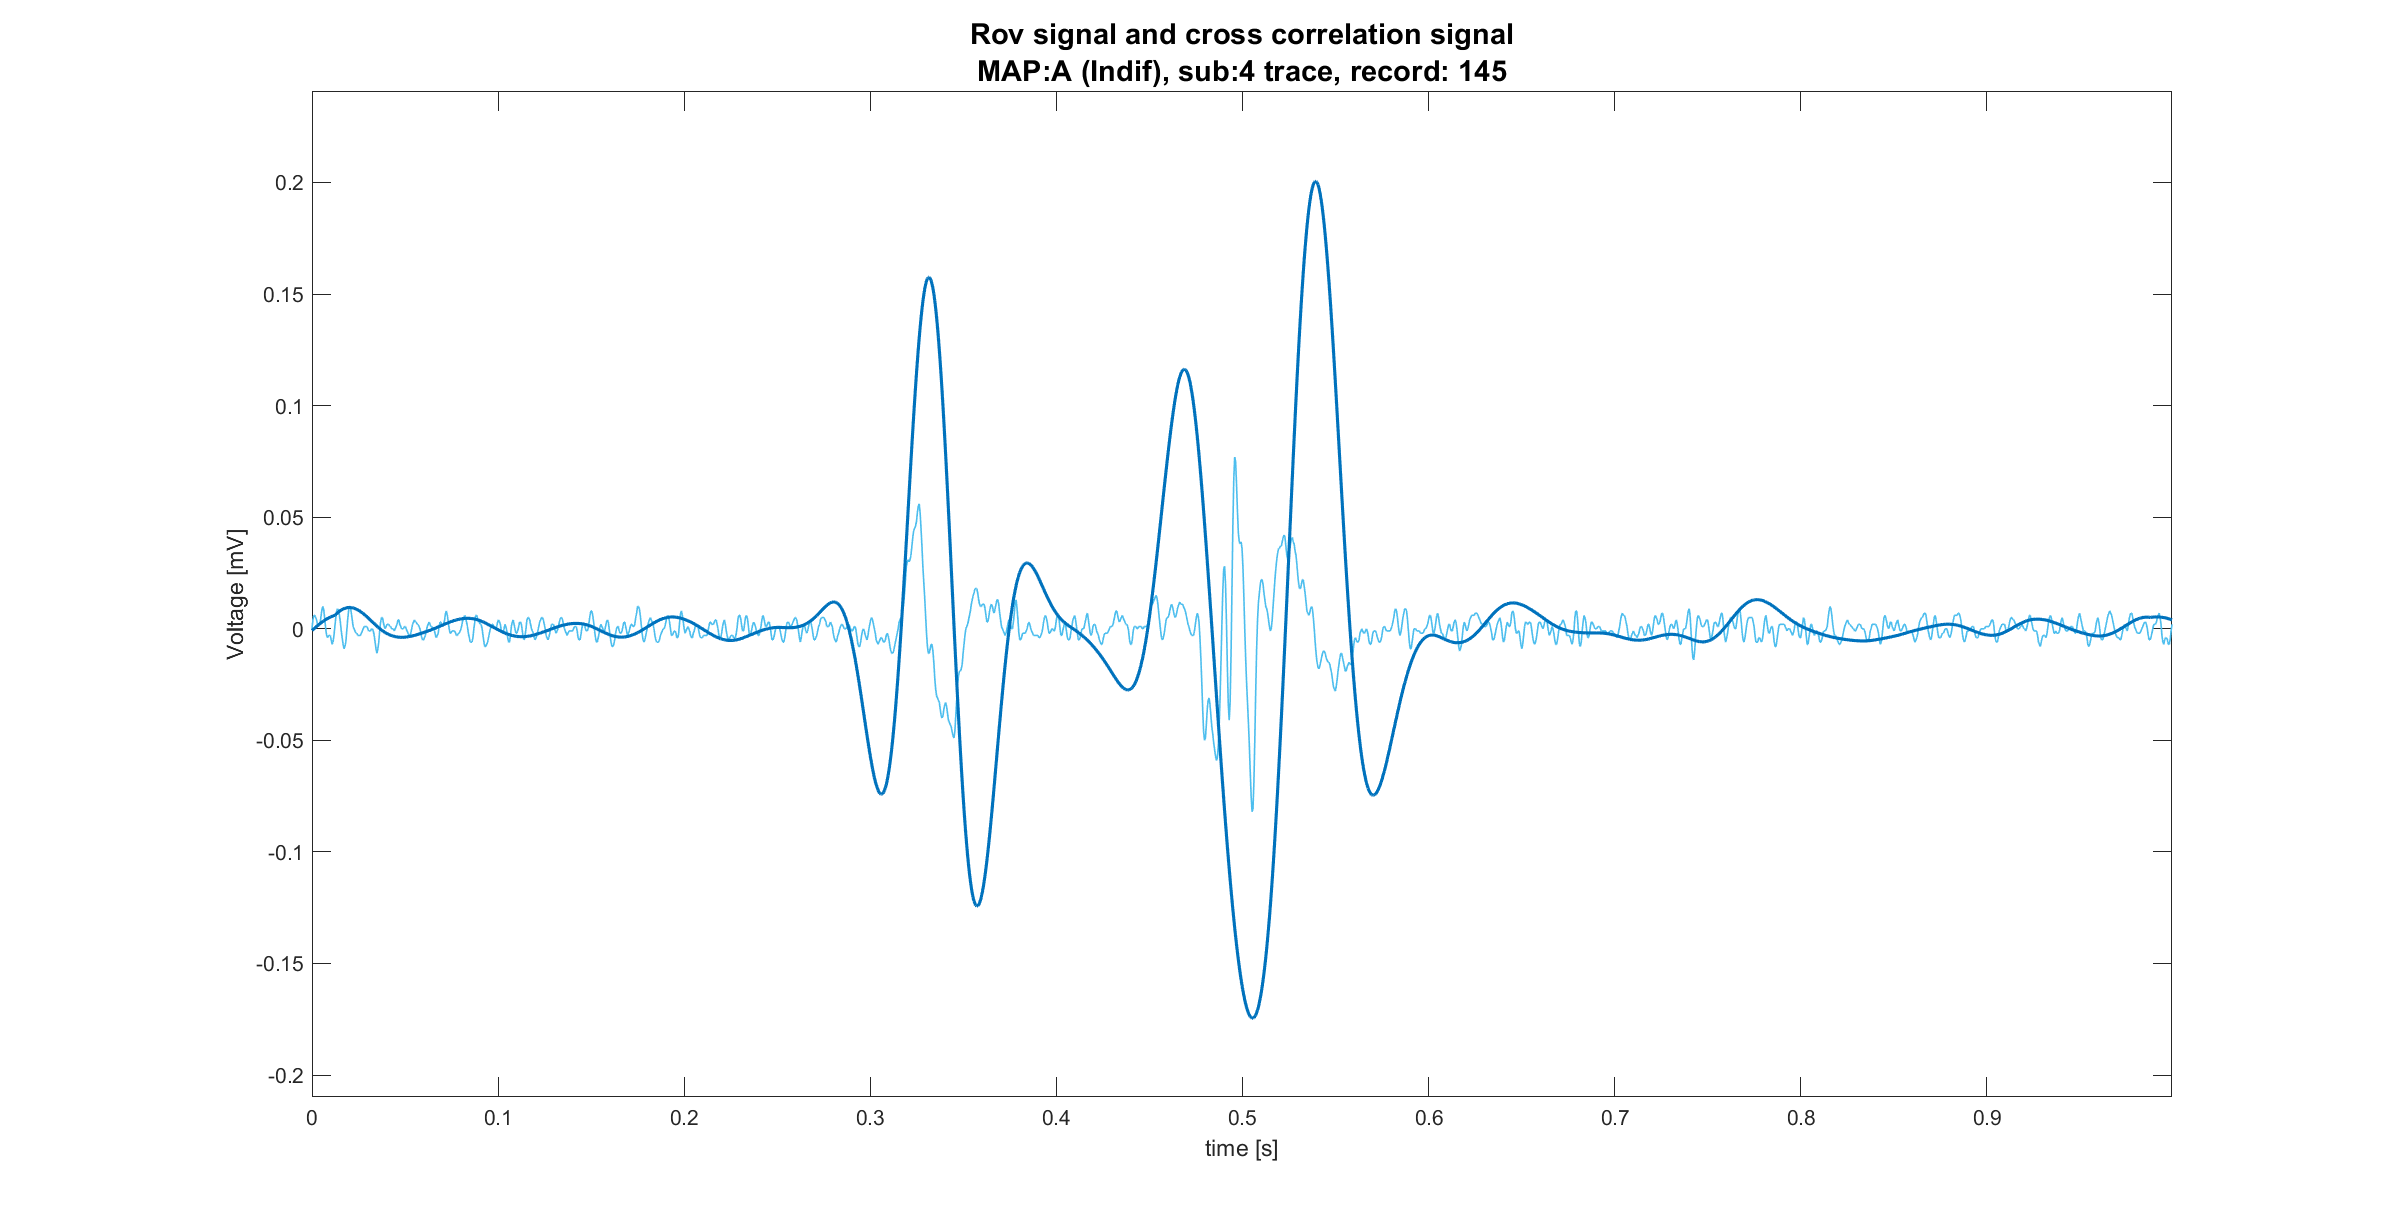 Rov signal and cross correlation signal
MAP:A (Indif), sub:4 trace, record: 145
0.2
0.15
0.1
0.05
0
-0.05
-0.1
-0.15
-0.2
Voltage [mV]
0 0.1 0.2 0.3 0.4 0.5 0.6 0.7 0.8 0.9
time [s]